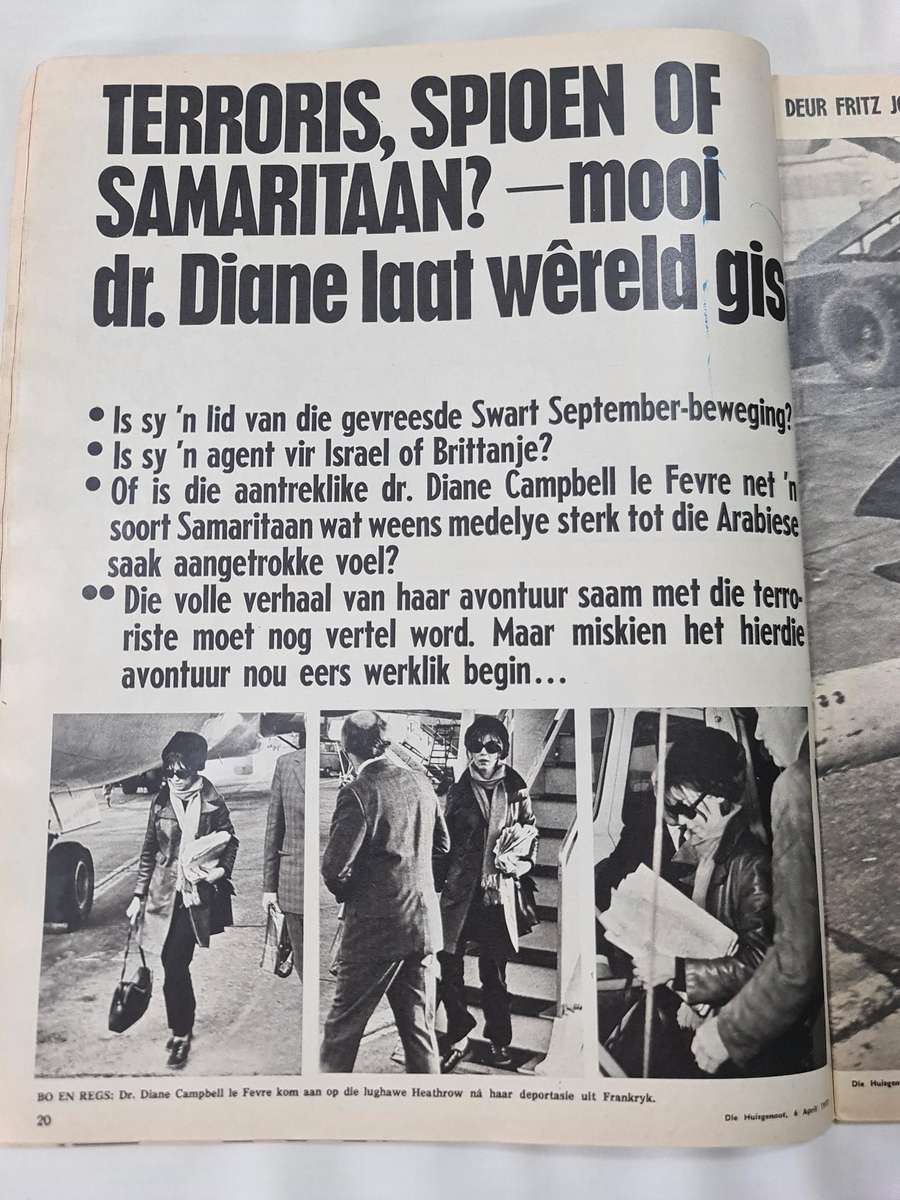 TERRORIS, SPIOEN OF
SAMARITAAN? —mooi
dr. Diane laat wêreld gis
• Is sy 'n lid van die gevreesde Swart September-beweging?
• Is sy 'n agent vir Israel of Brittanje?
• Of is die aantreklike dr. Diane Campbell le Fevre net 'n
soort Samaritaan wat weens medelye sterk tot die Arabiese
saak aangetrokke voel?
•• Die volle verhaal van haar avontuur saam met die terro-
riste moet nog vertel word. Maar miskien het hierdie
avontuur nou eers werklik begin...
BO EN REGS: Dr. Diane Campbell le Fevre kom aan op die lughawe Heathrow ná haar deportasie uit Frankryk.
20
Die Huisgenoot, 6 April
DEUR FRITZ
Die